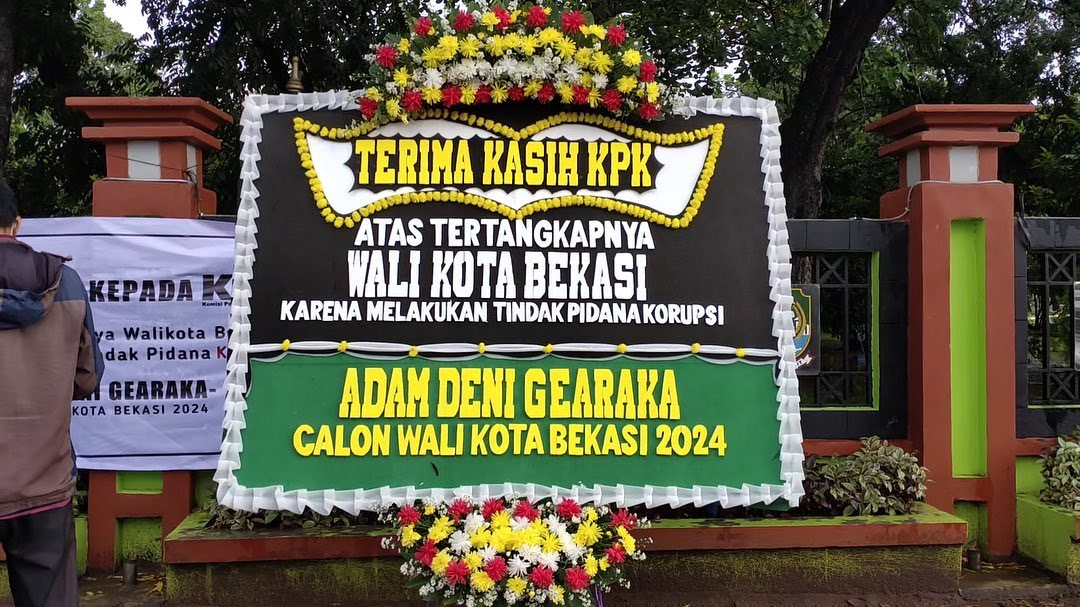 TERIMA KASIH KPK
ATAS TERTANGKAPNYA
WALI KOTA BEKASI
KARENA MELAKUKAN TINDAK PIDANA KORUPSI
ADAM DENI GEARAKA
CALON WALI KOTA BEKASI 2024
KEPADA K
Walikota
dak Pidana K
GEARAKA-
KOTA BEKASI 2024